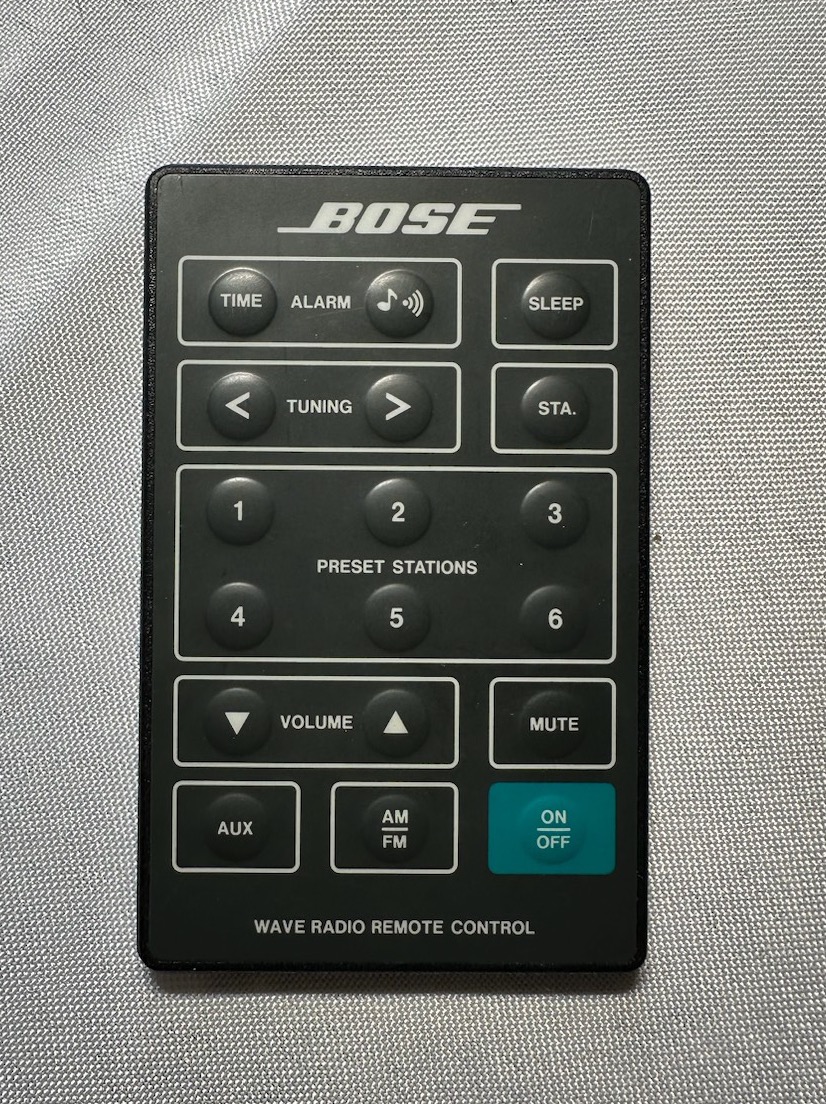 BOSE
TIME ALARM
SLEEP
< TUNING >
STA.
1 2 3
PRESET STATIONS
4 5 6
▼ VOLUME ▲
MUTE
AUX
AM
FM
ON
OFF
WAVE RADIO REMOTE CONTROL